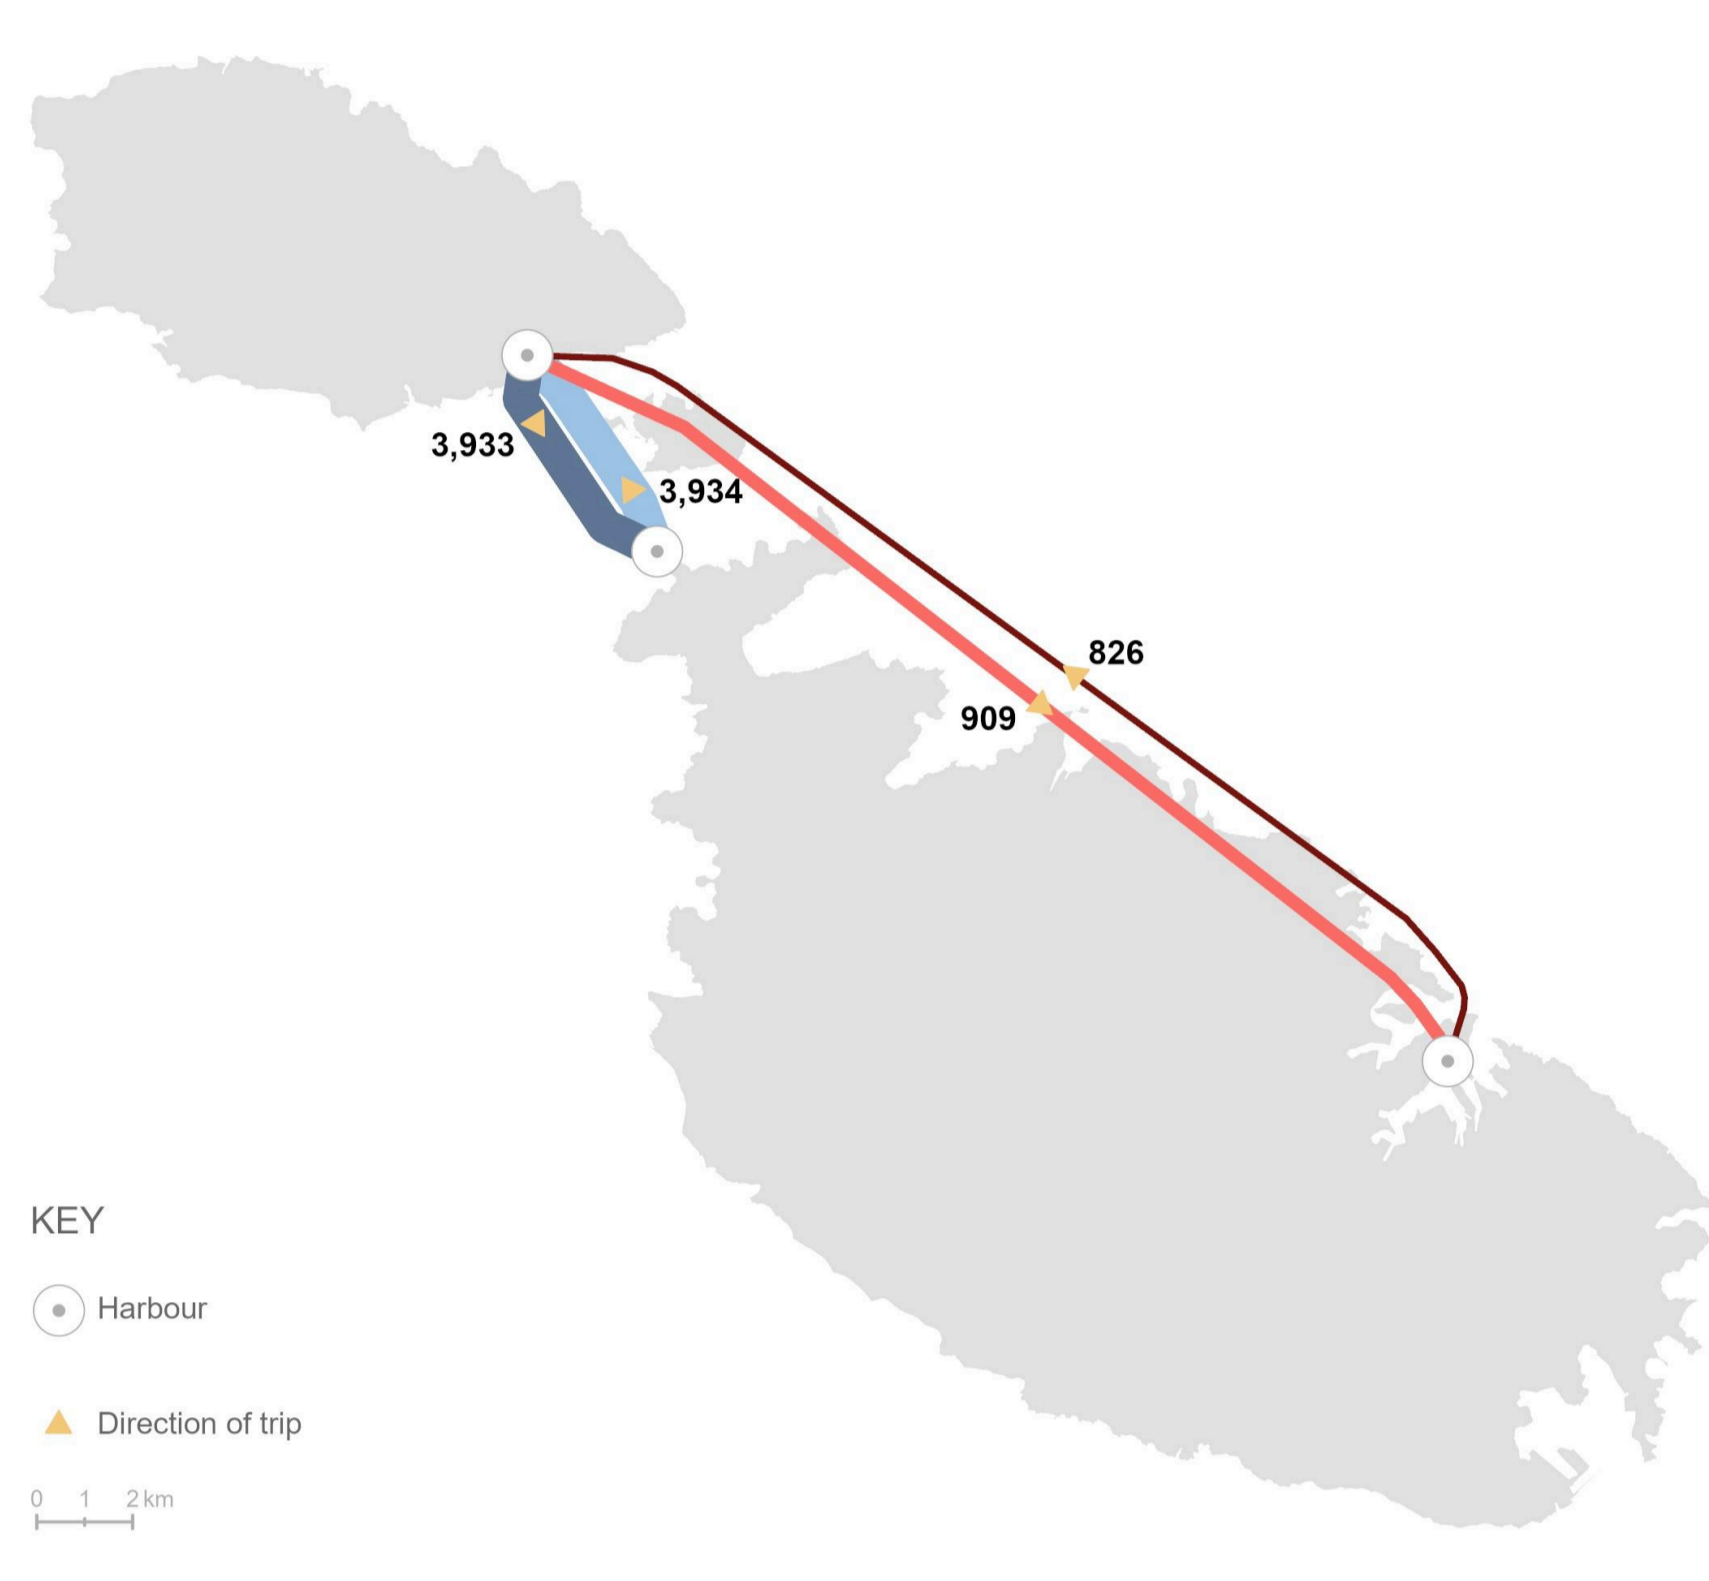 3,933
3,934
826
909
KEY
Harbour
Direction of trip
0 1 2 km